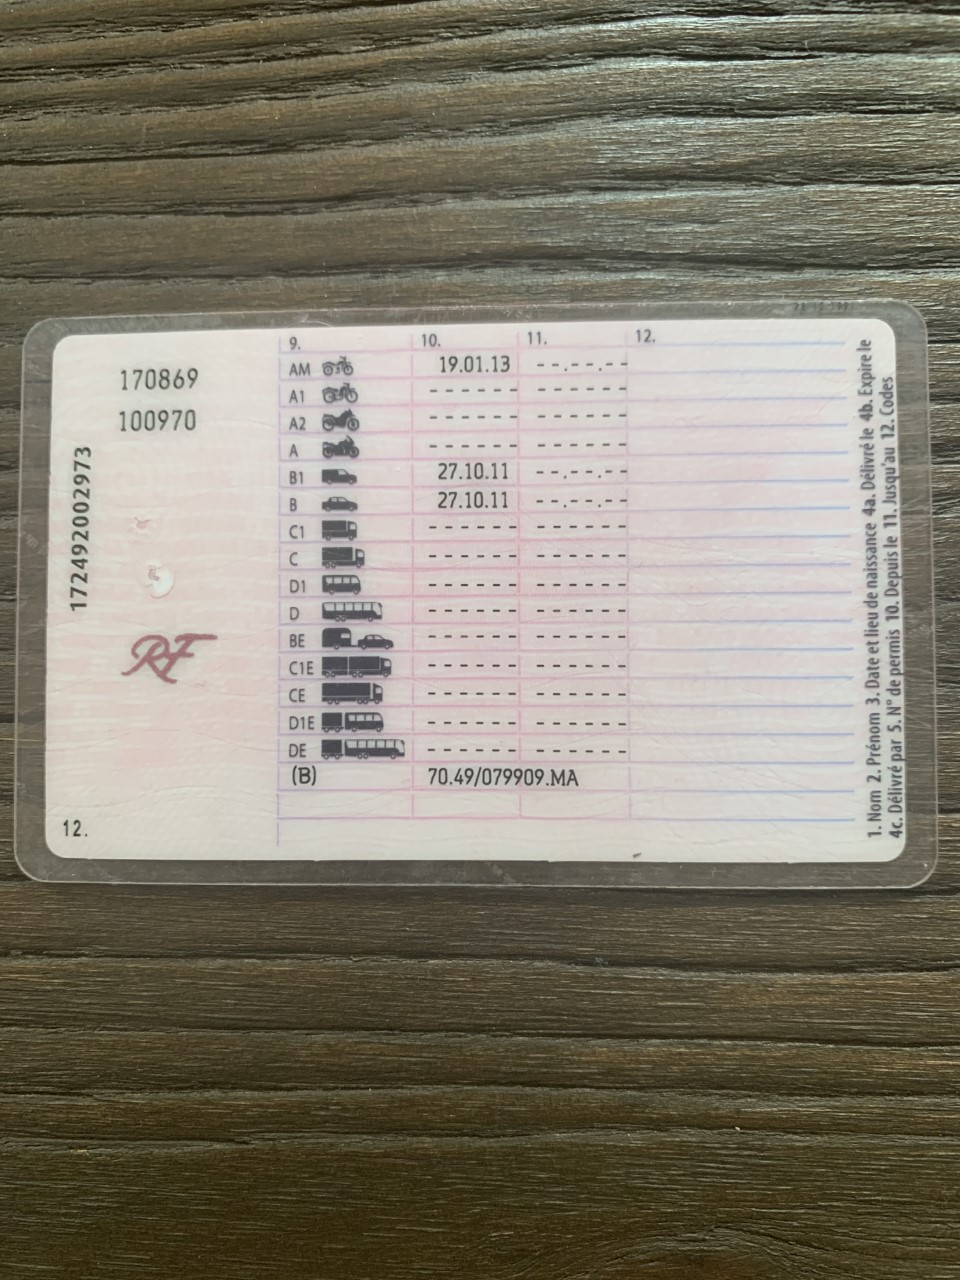 170869
100970
172492002973
RF
12.
9. 10. 11. 12.
AM 19.01.13 --.--.--
A1 ------ ------
A2 ------ ------
A ------ ------
B1 27.10.11 --.--.--
B 27.10.11 --.--.--
C1 ------ ------
C ------ ------
D1 ------ ------
D ------ ------
BE ------ ------
C1E ------ ------
CE ------ ------
D1E ------ ------
DE ------ ------
(B) 70.49/079909.MA
1. Nom 2. Prénom 3. Date et lieu de naissance 4a. Délivré le 4b. Expire le
4c. Délivré par 5. N° de permis 10. Depuis le 11. Jusqu'au 12. Codes